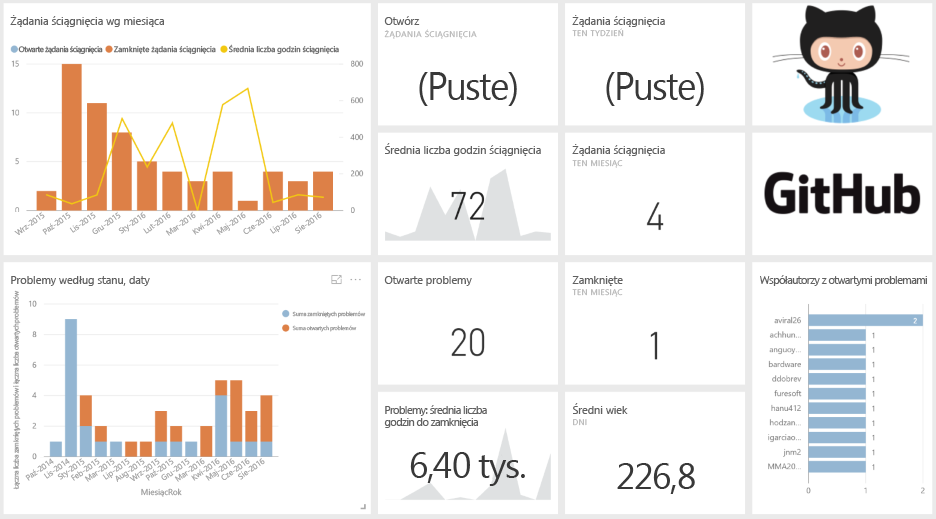 Żądania ściągnięcia wg miesiąca
Otwarte żądania ściągnięcia Zamknięte żądania ściągnięcia Średnia liczba godzin ściągnięcia
15
10
5
0
800
600
400
200
0
Wrz-2015
Paź-2015
Lis-2015
Gru-2015
Sty-2016
Lut-2016
Mar-2016
Kwi-2016
Maj-2016
Cze-2016
Lip-2016
Sie-2016
Otwórz
ŻĄDANIA ŚCIĄGNIĘCIA
(Puste)
Żądania ściągnięcia
TEN TYDZIEŃ
(Puste)
Średnia liczba godzin ściągnięcia
72
Żądania ściągnięcia
TEN MIESIĄC
4
GitHub
Problemy według stanu, daty
łączna liczba zamkniętych problemów i łączna liczba otwartych problemów
10
8
6
4
2
0
Paź-2014
Lis-2014
Sty-2015
Feb-2015
Mar-2015
Lip-2015
Aug-2015
Wrz-2015
Paź-2015
Gru-2015
Mar-2016
Kwi-2016
Maj-2016
Cze-2016
Sie-2016
MiesiącRok
Suma zamkniętych problemów
Suma otwartych problemów
Otwarte problemy
20
Zamknięte
TEN MIESIĄC
1
Problemy: średnia liczba
godzin do zamknięcia
6,40 tys.
Średni wiek
DNI
226,8
Współautorzy z otwartymi problemami
aviral26 2
achhun... 1
anguoy... 1
bardware 1
ddobrev 1
furesoft 1
hanu412 1
hodzan... 1
igarciao... 1
jnm2 1
MMA20... 1
0 1 2